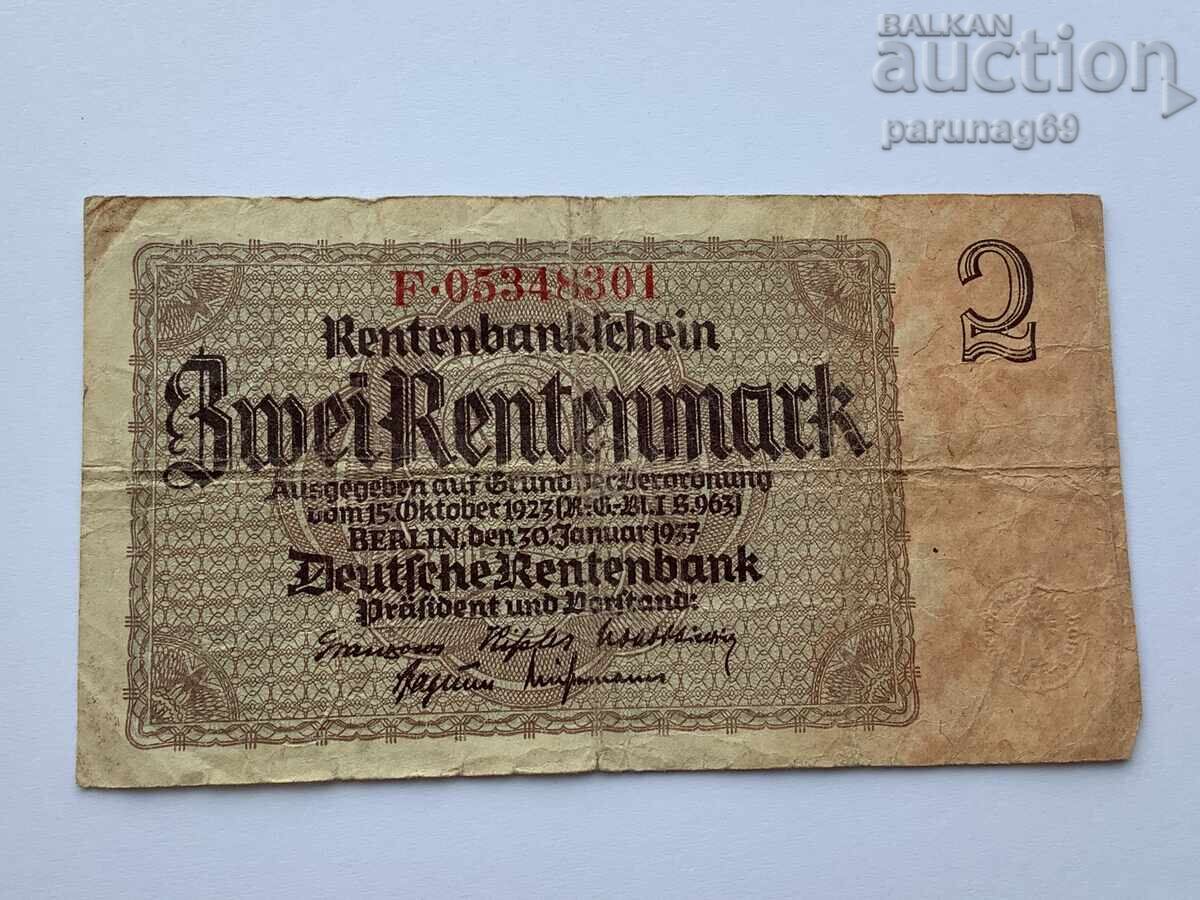 BALKAN
auction
parunag69
F·05348301
2
Rentenbankschein
Zwei Rentenmark
Ausgegeben auf Grund der Verordnung
vom 15. Oktober 1923 (R.-G.-Bl. I S. 963)
BERLIN, den 30. Januar 1937
Deutsche Rentenbank
Präsident und Vorstand: